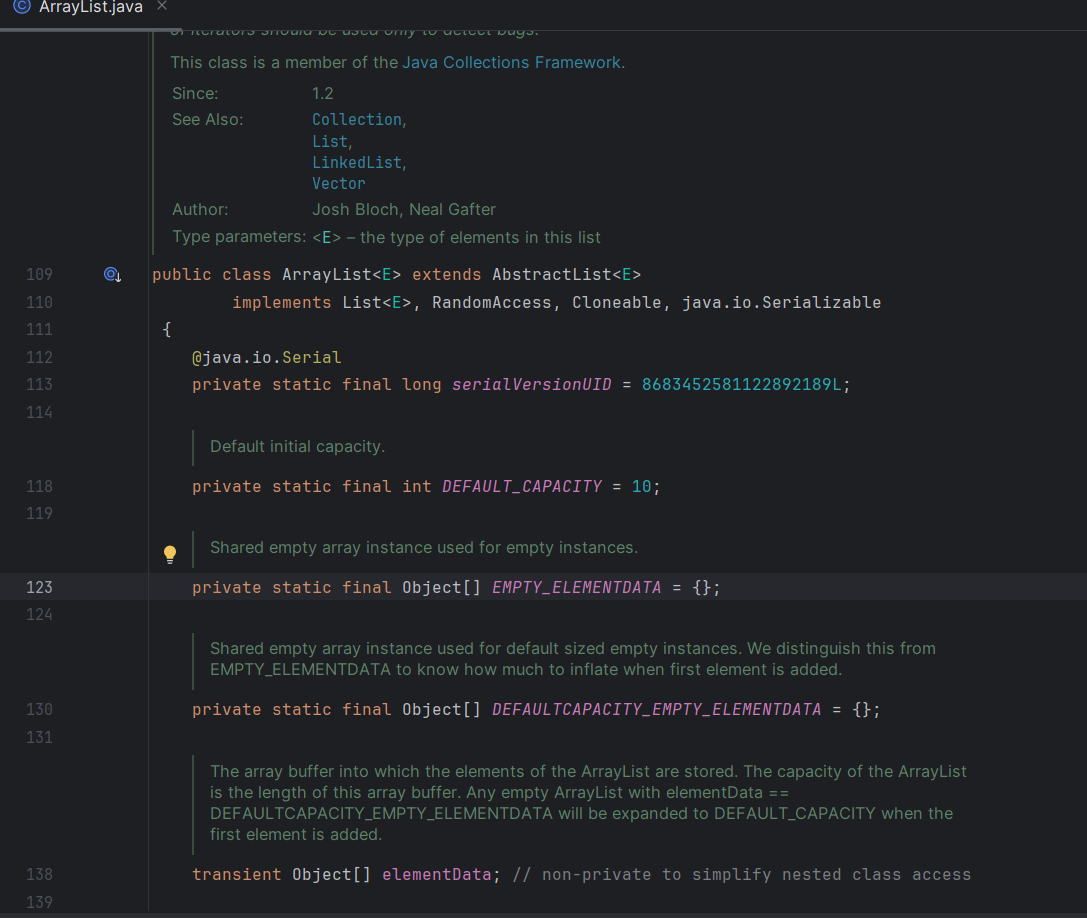 © ArrayList.java ×
or iterators should be used only to detect bugs.
This class is a member of the Java Collections Framework.
Since: 1.2
See Also: Collection,
List,
LinkedList,
Vector
Author: Josh Bloch, Neal Gafter
Type parameters: <E> – the type of elements in this list
109 public class ArrayList<E> extends AbstractList<E>
110 implements List<E>, RandomAccess, Cloneable, java.io.Serializable
111 {
112 @java.io.Serial
113 private static final long serialVersionUID = 8683452581122892189L;
114
Default initial capacity.
118 private static final int DEFAULT_CAPACITY = 10;
119
Shared empty array instance used for empty instances.
123 private static final Object[] EMPTY_ELEMENTDATA = {};
124
Shared empty array instance used for default sized empty instances. We distinguish this from
EMPTY_ELEMENTDATA to know how much to inflate when first element is added.
130 private static final Object[] DEFAULTCAPACITY_EMPTY_ELEMENTDATA = {};
131
The array buffer into which the elements of the ArrayList are stored. The capacity of the ArrayList
is the length of this array buffer. Any empty ArrayList with elementData ==
DEFAULTCAPACITY_EMPTY_ELEMENTDATA will be expanded to DEFAULT_CAPACITY when the
first element is added.
138 transient Object[] elementData; // non-private to simplify nested class access
139